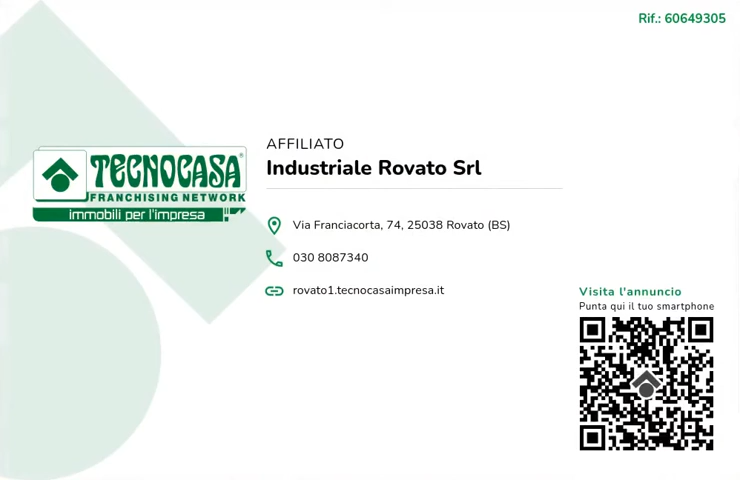 Rif.: 60649305
AFFILIATO
Industriale Rovato Srl
TECNOCASA®
FRANCHISING NETWORK
immobili per l'impresa
Via Franciacorta, 74, 25038 Rovato (BS)
030 8087340
rovato1.tecnocasaimpresa.it
Visita l'annuncio
Punta qui il tuo smartphone